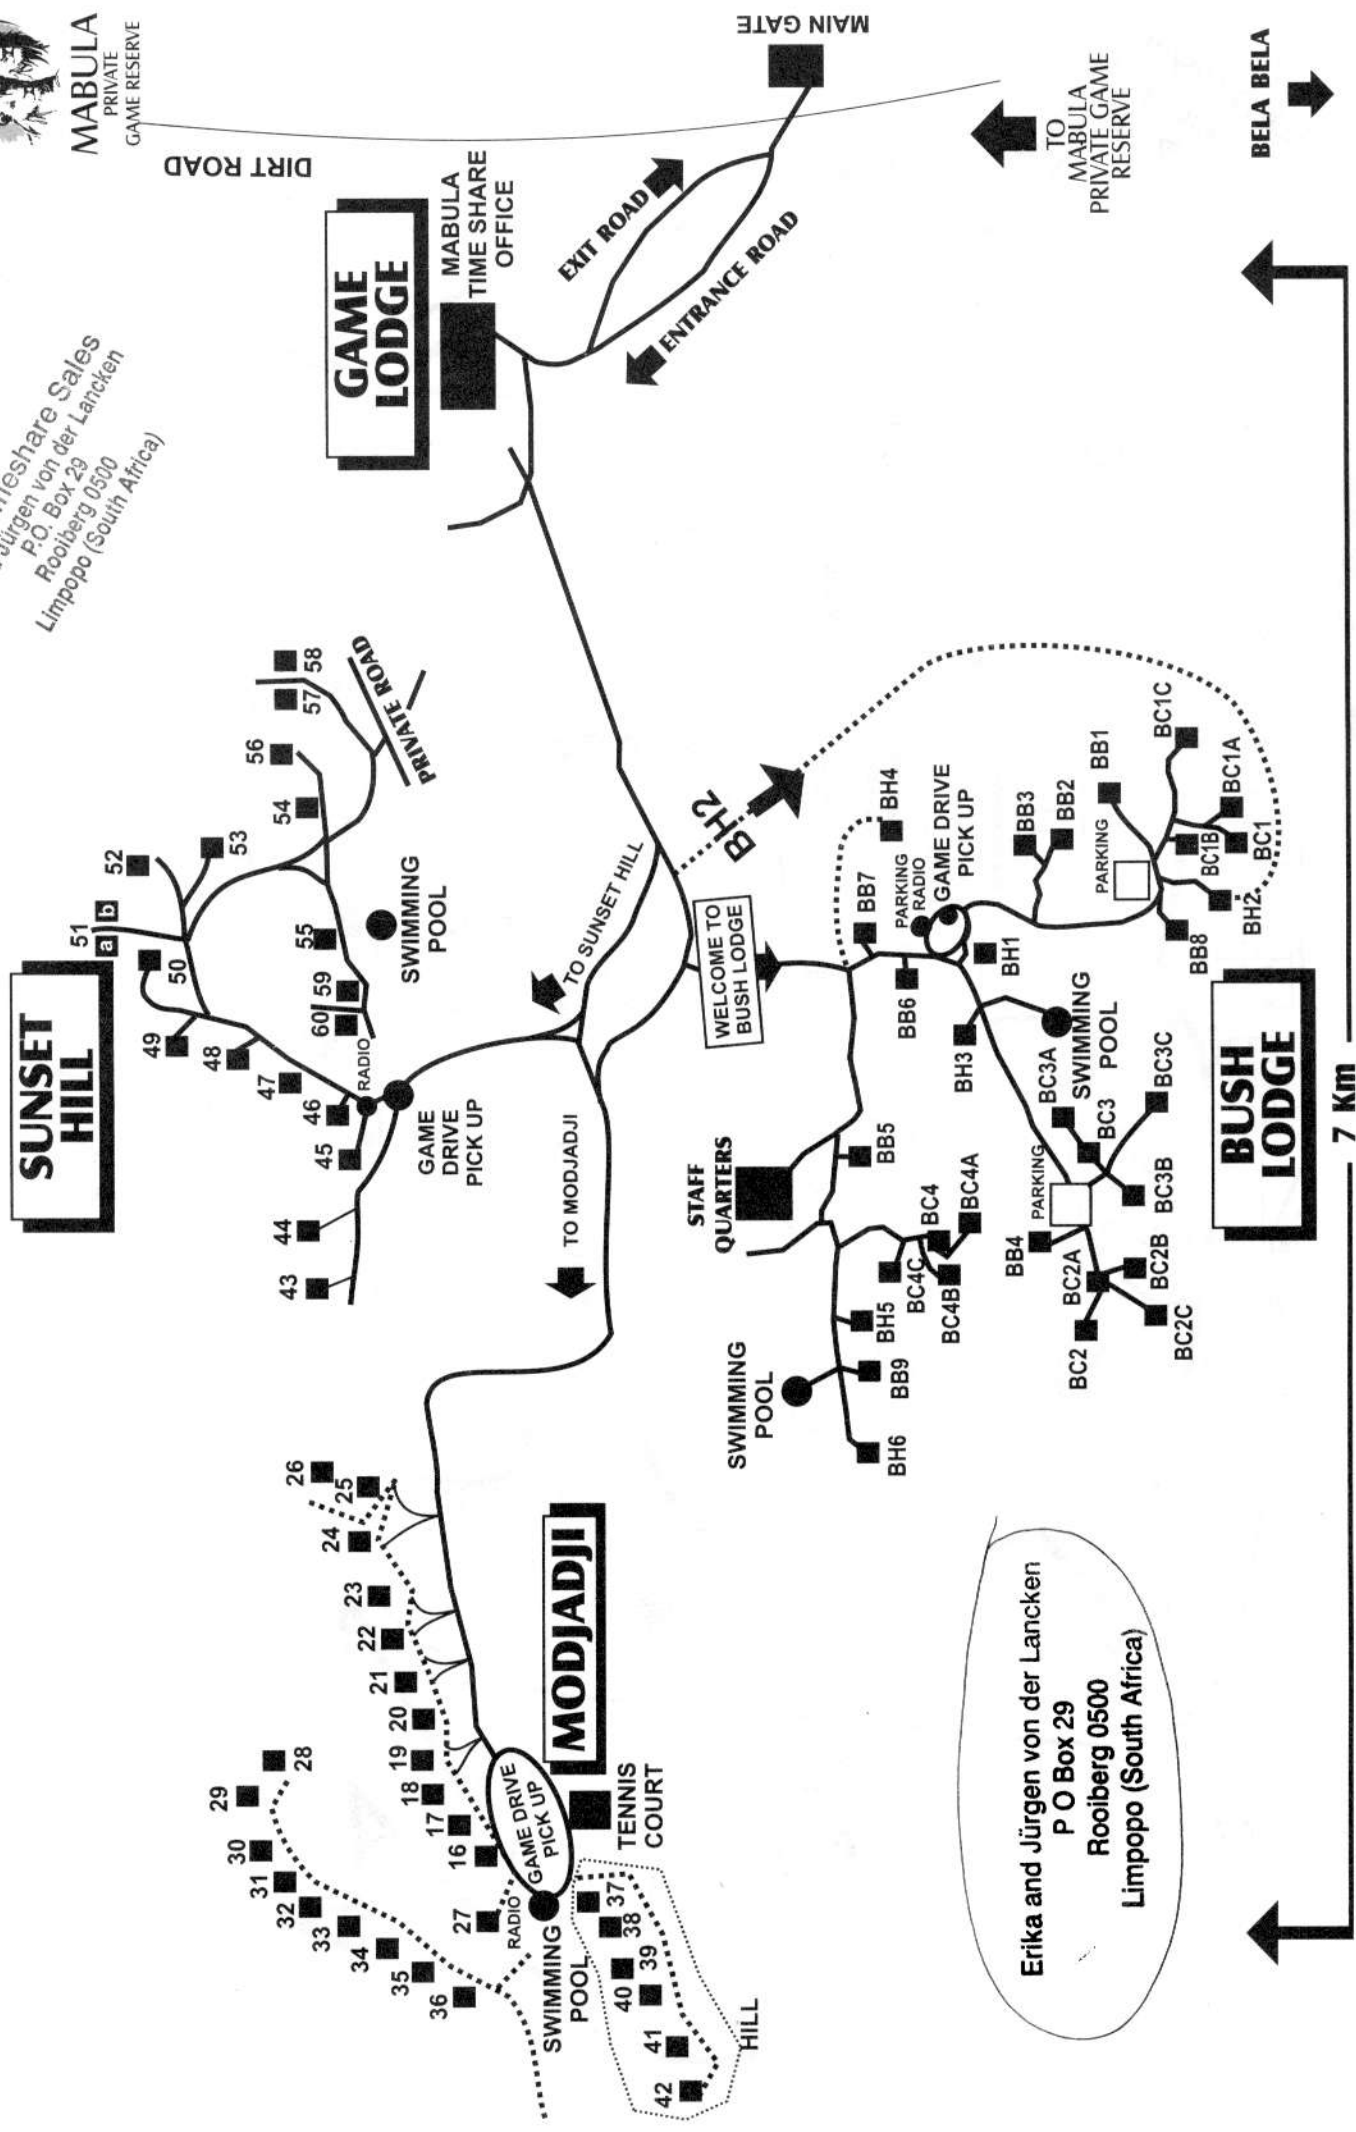 SUNSET
HILL
43
44
45
46
47
48
49
50
51
a
b
52
53
54
55
56
57
58
59
60
RADIO
GAME
DRIVE
PICK UP
SWIMMING
POOL
PRIVATE ROAD
Jürgen von der Lancken
P.O. Box 29
Rooiberg 0500
Limpopo (South Africa)
MABULA
PRIVATE
GAME RESERVE
DIRT ROAD
GAME
LODGE
MABULA
TIME SHARE
OFFICE
EXIT ROAD
ENTRANCE ROAD
MAIN GATE
TO
MABULA
PRIVATE GAME
RESERVE
BELA BELA
TO SUNSET HILL
TO MODJADJI
BH2
WELCOME TO
BUSH LODGE
MODJADJI
16
17
18
19
20
21
22
23
24
25
26
27
28
29
30
31
32
33
34
35
36
RADIO
GAME DRIVE
PICK UP
SWIMMING
POOL
TENNIS
COURT
37
38
39
40
41
42
HILL
STAFF
QUARTERS
SWIMMING
POOL
BH6
BB9
BH5
BB5
BC4C
BC4
BC4A
BC4B
BB7
BH4
BB6
PARKING
RADIO
GAME DRIVE
PICK UP
BH1
BH3
SWIMMING
POOL
BB3
BB2
PARKING
BB1
BC1C
BC1A
BC1B
BC1
BH2
BB8
BC3A
BC3
BC3C
BC3B
PARKING
BB4
BC2A
BC2B
BC2
BC2C
BUSH
LODGE
7 Km
Erika and Jürgen von der Lancken
P O Box 29
Rooiberg 0500
Limpopo (South Africa)